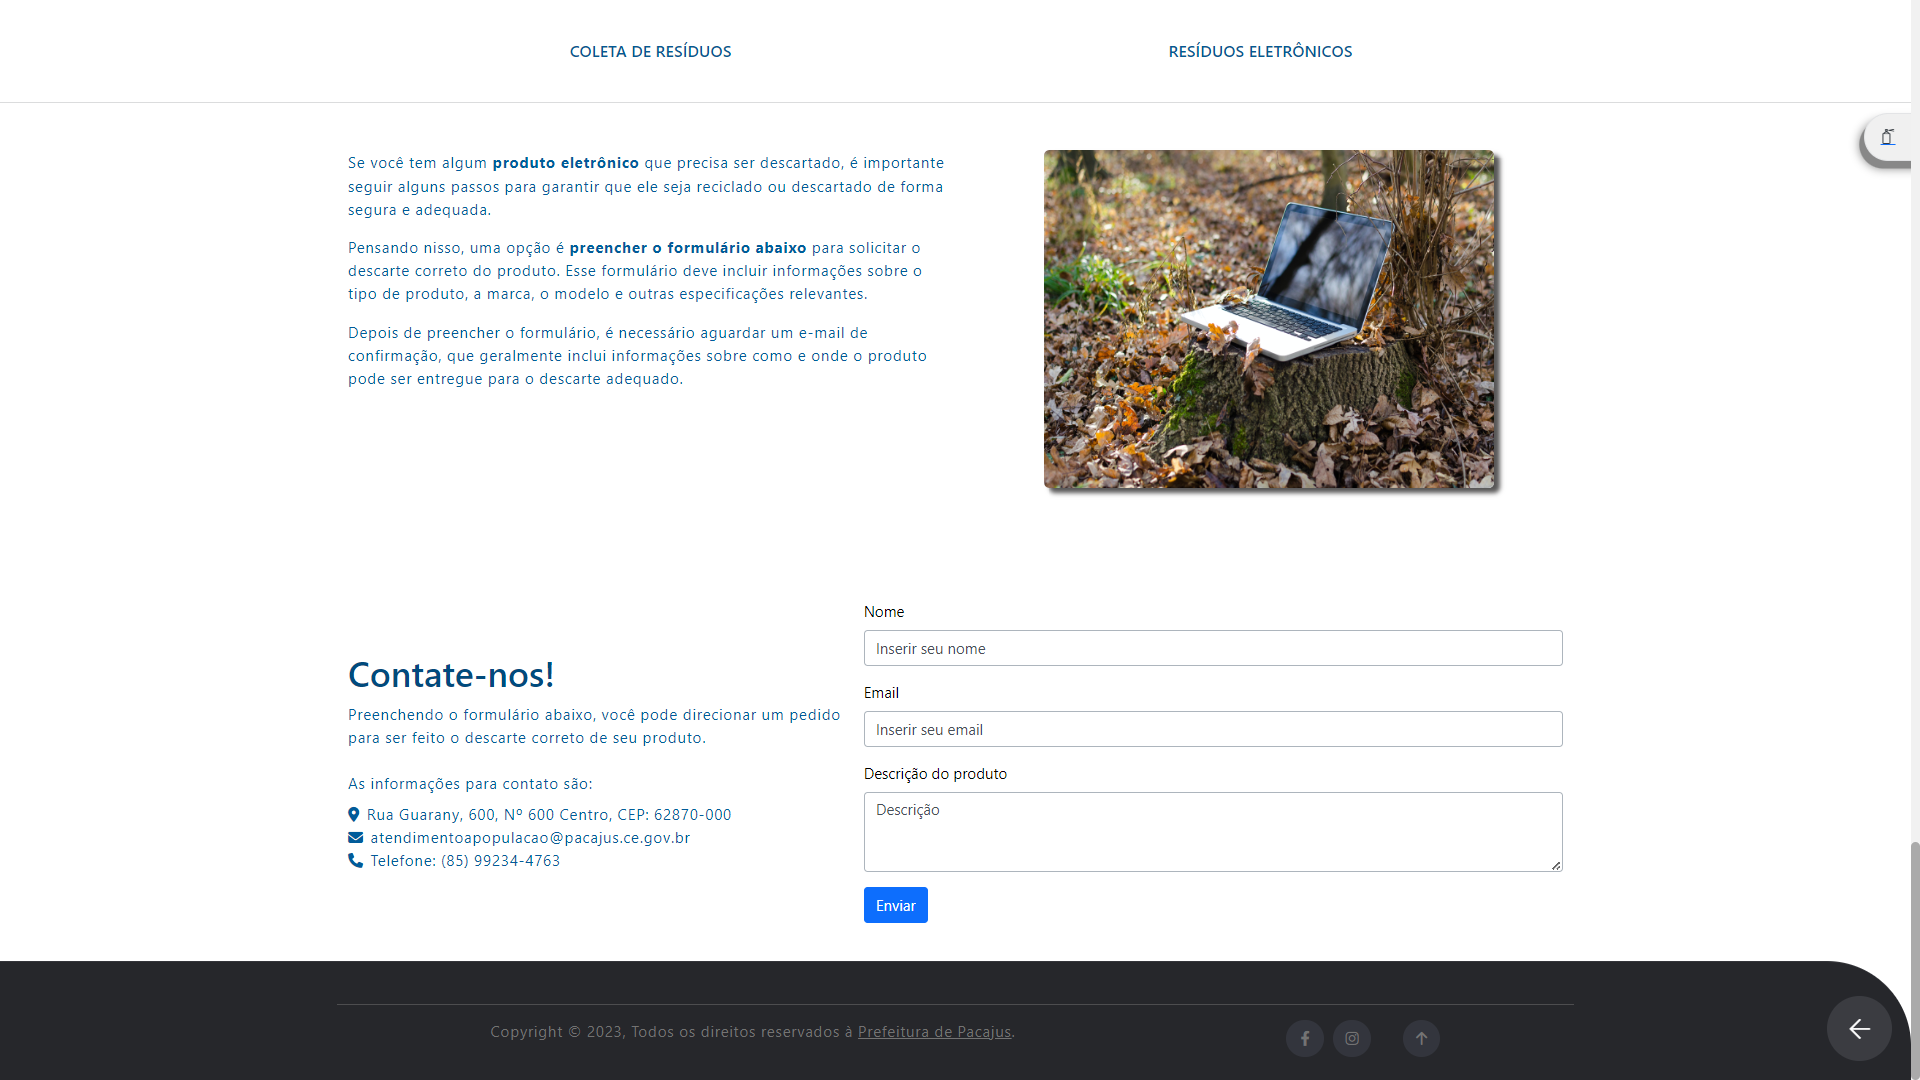 COLETA DE RESÍDUOS
RESÍDUOS ELETRÔNICOS
Se você tem algum produto eletrônico que precisa ser descartado, é importante
seguir alguns passos para garantir que ele seja reciclado ou descartado de forma
segura e adequada.
Pensando nisso, uma opção é preencher o formulário abaixo para solicitar o
descarte correto do produto. Esse formulário deve incluir informações sobre o
tipo de produto, a marca, o modelo e outras especificações relevantes.
Depois de preencher o formulário, é necessário aguardar um e-mail de
confirmação, que geralmente inclui informações sobre como e onde o produto
pode ser entregue para o descarte adequado.
Contate-nos!
Preenchendo o formulário abaixo, você pode direcionar um pedido
para ser feito o descarte correto de seu produto.
As informações para contato são:
Rua Guarany, 600, Nº 600 Centro, CEP: 62870-000
atendimentoapopulacao@pacajus.ce.gov.br
Telefone: (85) 99234-4763
Nome
Inserir seu nome
Email
Inserir seu email
Descrição do produto
Descrição
Enviar
Copyright © 2023, Todos os direitos reservados à Prefeitura de Pacajus.